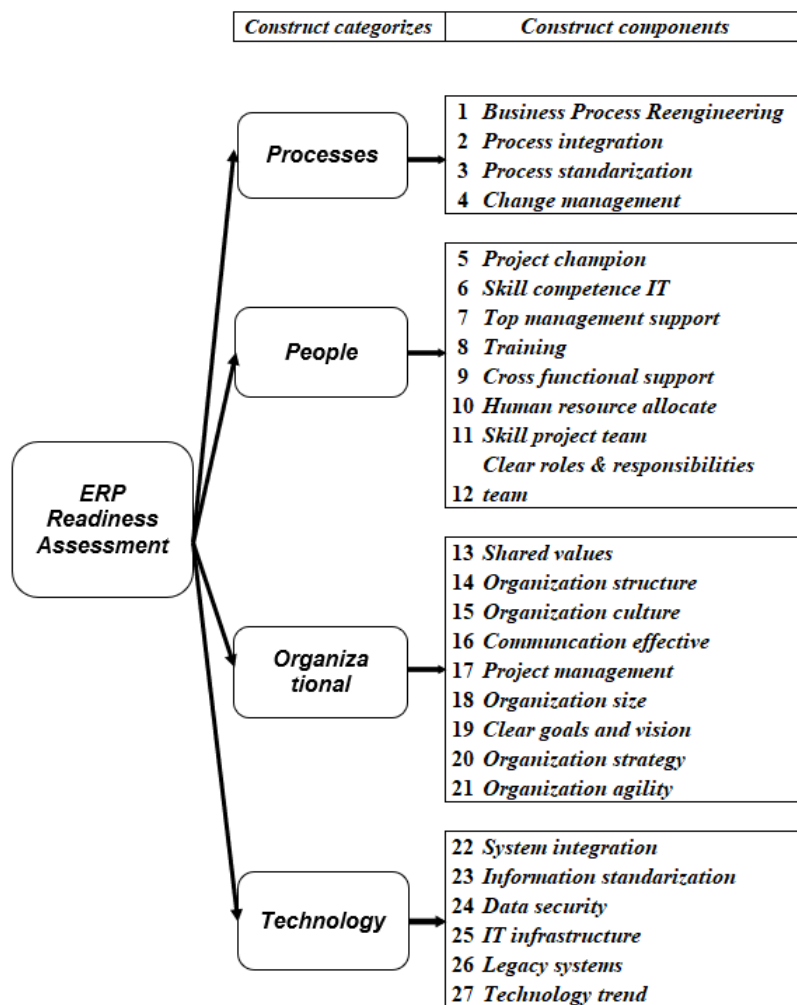 Construct categorizes Construct components
Processes
1 Business Process Reengineering
2 Process integration
3 Process standarization
4 Change management
People
5 Project champion
6 Skill competence IT
7 Top management support
8 Training
9 Cross functional support
10 Human resource allocate
11 Skill project team
Clear roles & responsibilities
12 team
ERP
Readiness
Assessment
Organiza
tional
13 Shared values
14 Organization structure
15 Organization culture
16 Communcation effective
17 Project management
18 Organization size
19 Clear goals and vision
20 Organization strategy
21 Organization agility
Technology
22 System integration
23 Information standarization
24 Data security
25 IT infrastructure
26 Legacy systems
27 Technology trend